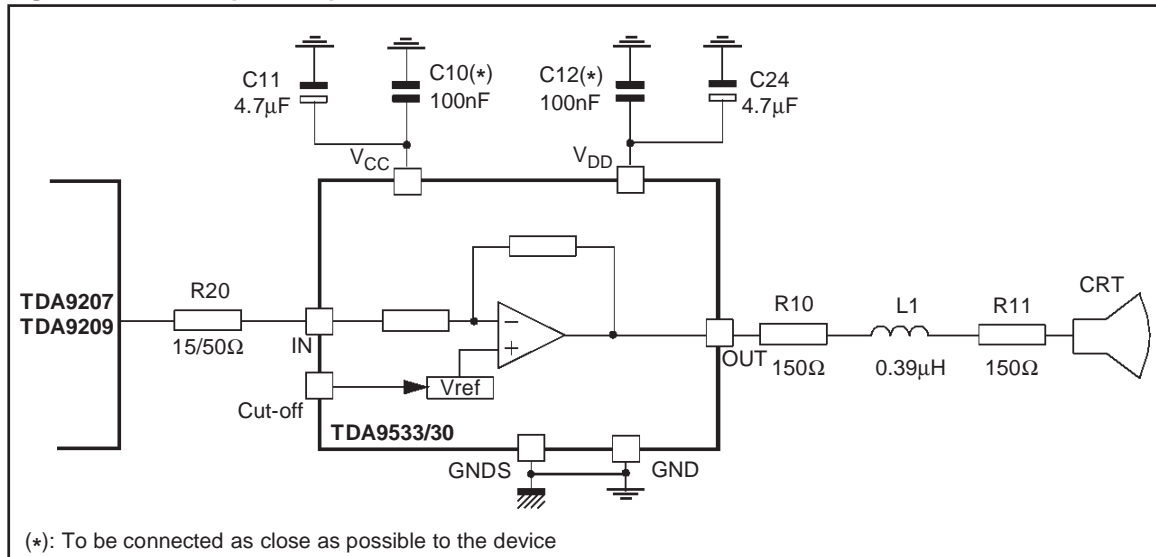 C11
4.7μF
C10(*)
100nF
C12(*)
100nF
C24
4.7μF
VCC
VDD
TDA9207
TDA9209
R20
15/50Ω
IN
Cut-off
Vref
−
+
TDA9533/30
OUT
R10
150Ω
L1
0.39μH
R11
150Ω
CRT
GNDS
GND
(*): To be connected as close as possible to the device